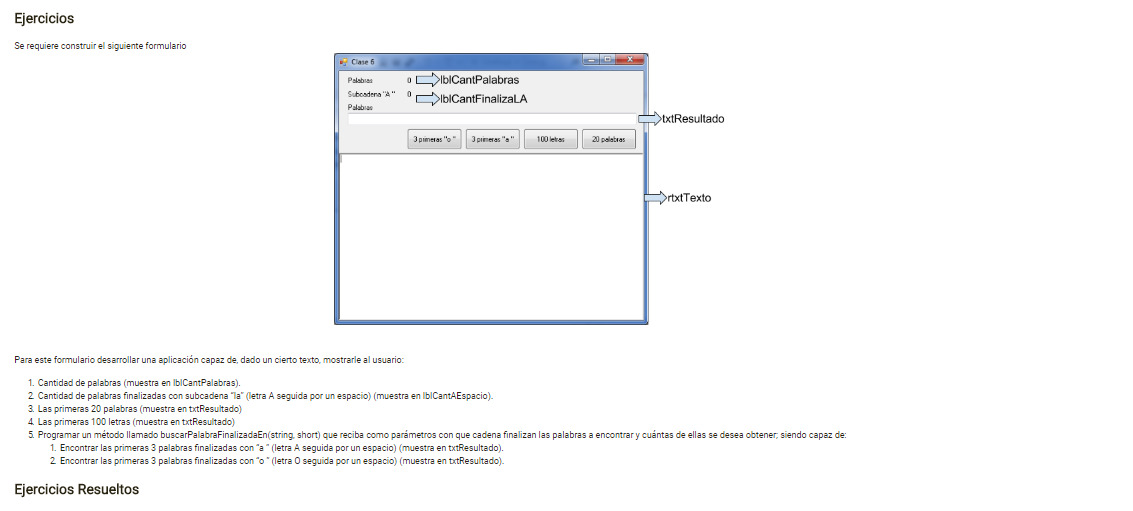 Ejercicios
Se requiere construir el siguiente formulario
Clase 6
Palabras 0 lblCantPalabras
Subcadena "A " 0 lblCantFinalizaLA
Palabras
txtResultado
3 primeras "o " 3 primeras "a " 100 letras 20 palabras
rtxtTexto
Para este formulario desarrollar una aplicación capaz de, dado un cierto texto, mostrarle al usuario:
1. Cantidad de palabras (muestra en lblCantPalabras).
2. Cantidad de palabras finalizadas con subcadena "la" (letra A seguida por un espacio) (muestra en lblCantAEspacio).
3. Las primeras 20 palabras (muestra en txtResultado)
4. Las primeras 100 letras (muestra en txtResultado)
5. Programar un método llamado buscarPalabraFinalizadaEn(string, short) que reciba como parámetros con que cadena finalizan las palabras a encontrar y cuántas de ellas se desea obtener; siendo capaz de:
1. Encontrar las primeras 3 palabras finalizadas con "a " (letra A seguida por un espacio) (muestra en txtResultado).
2. Encontrar las primeras 3 palabras finalizadas con "o " (letra O seguida por un espacio) (muestra en txtResultado).
Ejercicios Resueltos